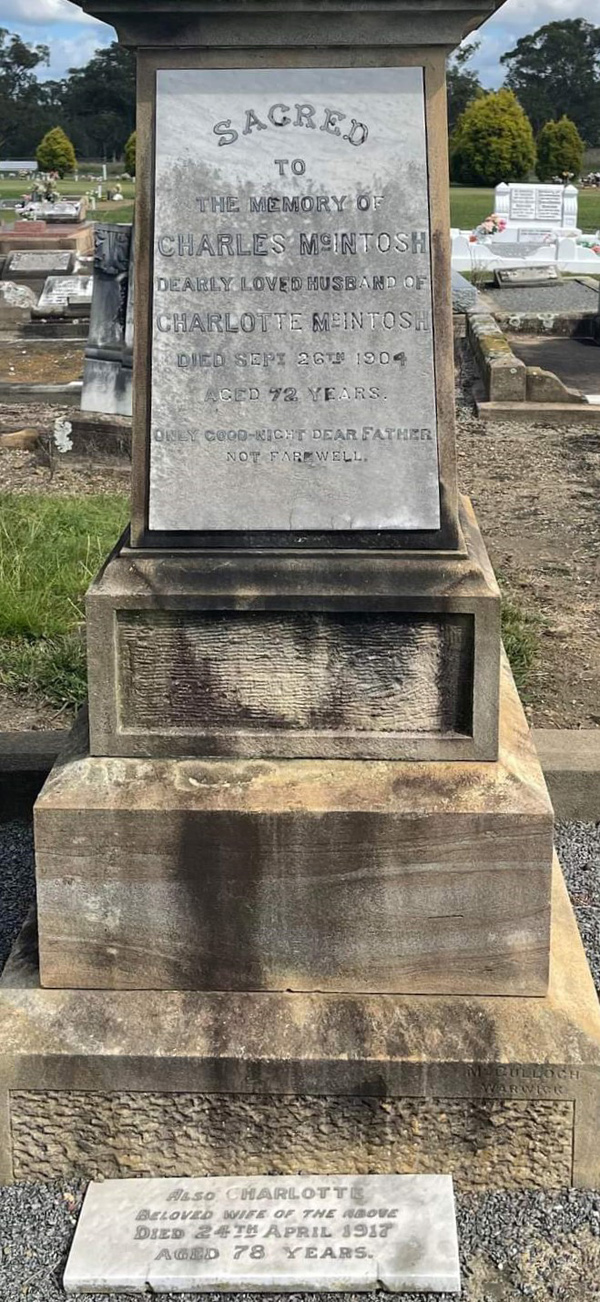 SACRED
TO
THE MEMORY OF
CHARLES McINTOSH
DEARLY LOVED HUSBAND OF
CHARLOTTE McINTOSH
DIED SEPT 26TH 1904
AGED 72 YEARS.
ONLY GOOD-NIGHT DEAR FATHER
NOT FAREWELL.
McCULLOCH
WARWICK
ALSO CHARLOTTE
BELOVED WIFE OF THE ABOVE
DIED 24TH APRIL 1917
AGED 78 YEARS.